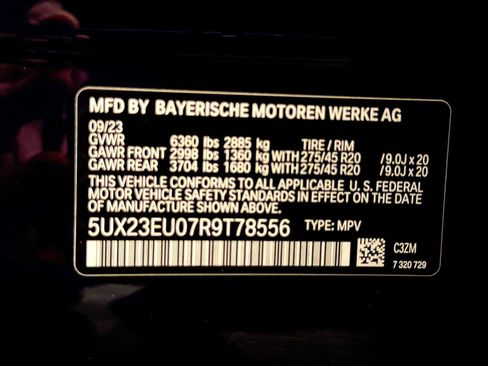 MFD BY BAYERISCHE MOTOREN WERKE AG
09/23
GVWR 6360 lbs 2885 kg TIRE / RIM
GAWR FRONT 2998 lbs 1360 kg WITH 275/45 R20 / 9.0J x 20
GAWR REAR 3704 lbs 1680 kg WITH 275/45 R20 / 9.0J x 20
THIS VEHICLE CONFORMS TO ALL APPLICABLE U. S. FEDERAL
MOTOR VEHICLE SAFETY STANDARDS IN EFFECT ON THE
DATE OF MANUFACTURE SHOWN ABOVE.
5UX23EU07R9T78556 TYPE: MPV
C3ZM
7 320 729